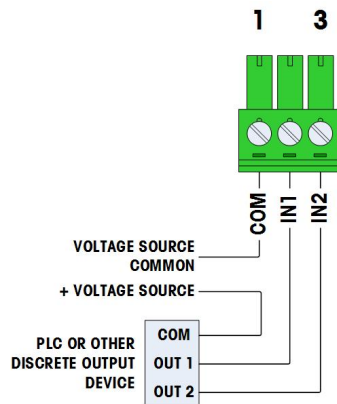 1 3
COM IN1 IN2
VOLTAGE SOURCE
COMMON
+ VOLTAGE SOURCE
PLC OR OTHER
DISCRETE OUTPUT
DEVICE
COM
OUT 1
OUT 2